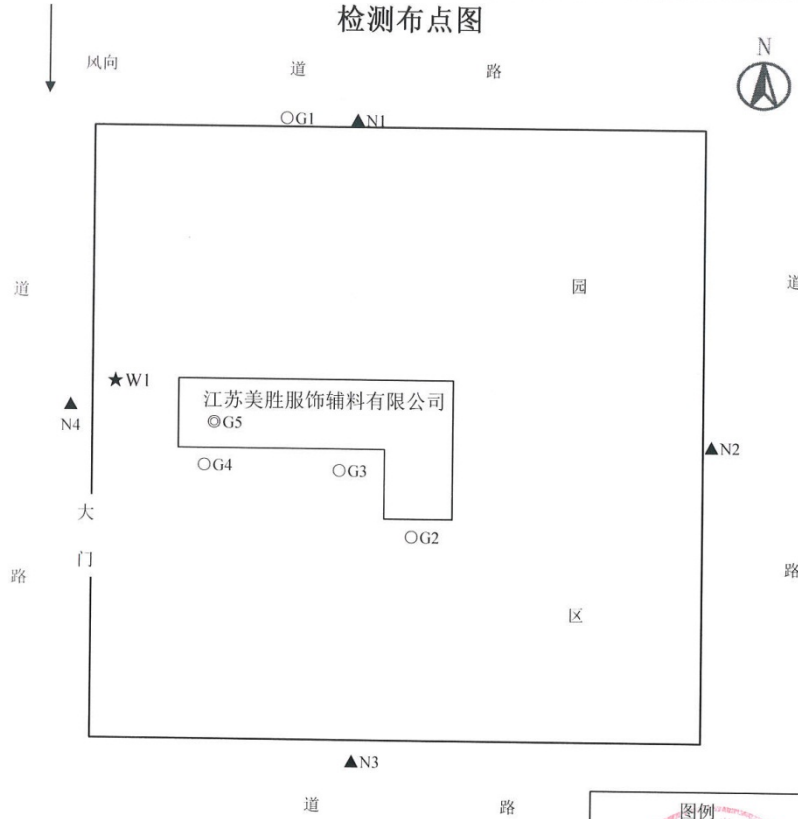 检测布点图
风向
道 路
N
○G1 ▲N1
道 园 道
★W1
江苏美胜服饰辅料有限公司
▲
N4
◎G5
▲N2
○G4 ○G3
大
○G2
门
路 路
区
▲N3
道 路
图例